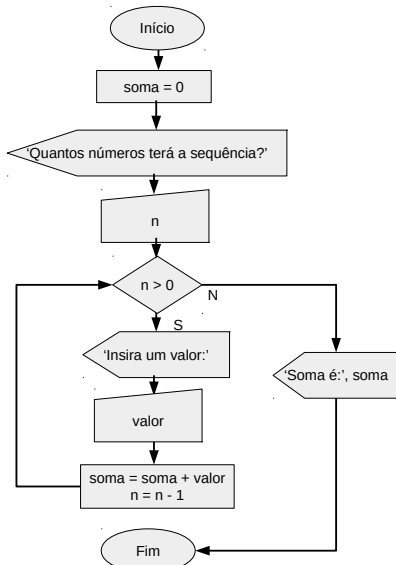 Início
soma = 0
‘Quantos números terá a sequência?’
n
n > 0
N
S
‘Insira um valor:’
‘Soma é:’, soma
valor
soma = soma + valor
n = n - 1
Fim